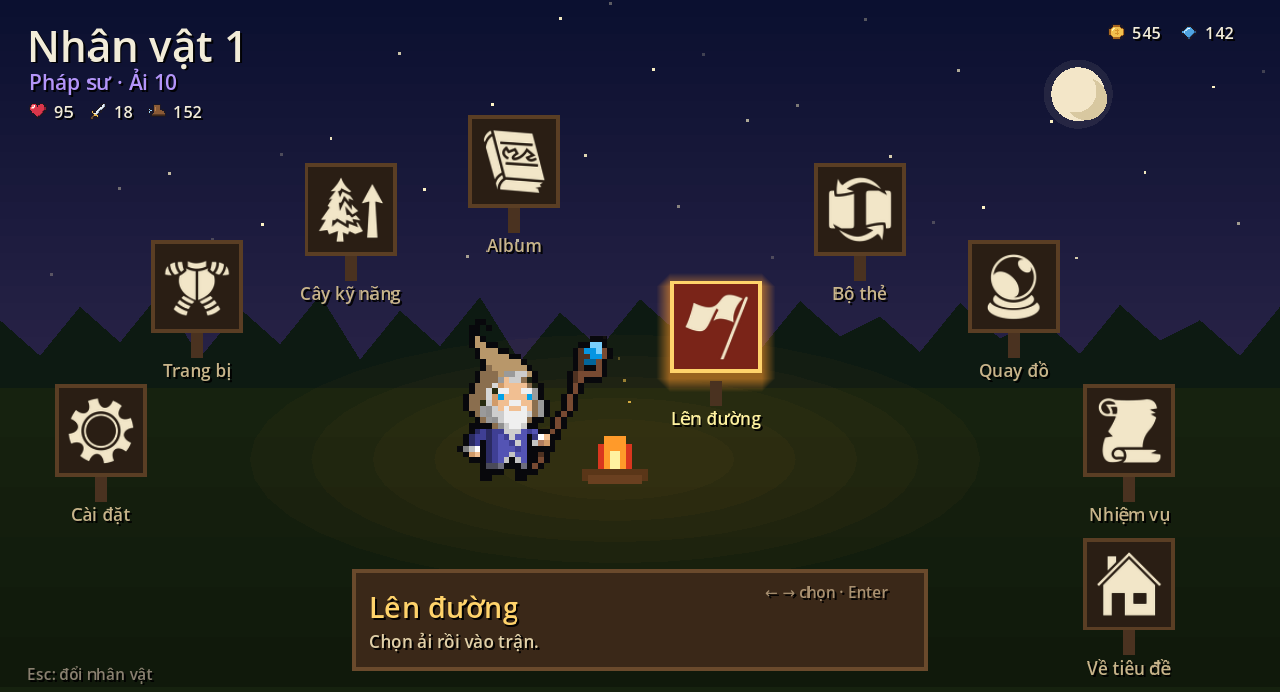 Nhân vật 1
Pháp sư · Ải 10
95 18 152
545 142
Album
Cây kỹ năng
Bộ thẻ
Trang bị
Quay đồ
Lên đường
Cài đặt
Nhiệm vụ
Lên đường
← → chọn · Enter
Chọn ải rồi vào trận.
Về tiêu đề
Esc: đổi nhân vật